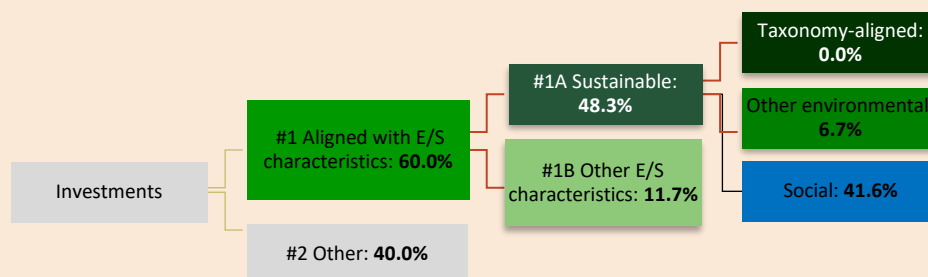 Taxonomy-aligned:
0.0%
#1A Sustainable:
48.3%
Other environmental
6.7%
#1 Aligned with E/S
characteristics: 60.0%
#1B Other E/S
characteristics: 11.7%
Investments
Social: 41.6%
#2 Other: 40.0%